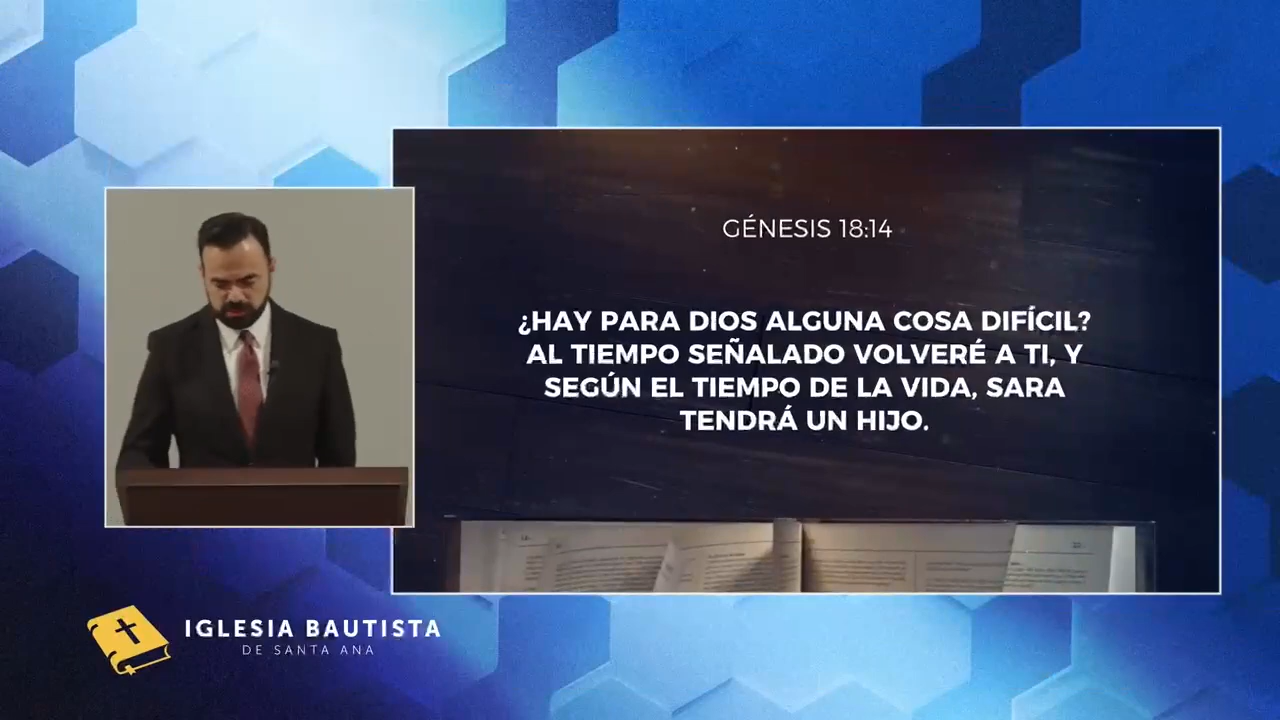 GÉNESIS 18:14
¿HAY PARA DIOS ALGUNA COSA DIFÍCIL?
AL TIEMPO SEÑALADO VOLVERÉ A TI, Y
SEGÚN EL TIEMPO DE LA VIDA, SARA
TENDRÁ UN HIJO.
IGLESIA BAUTISTA
DE SANTA ANA